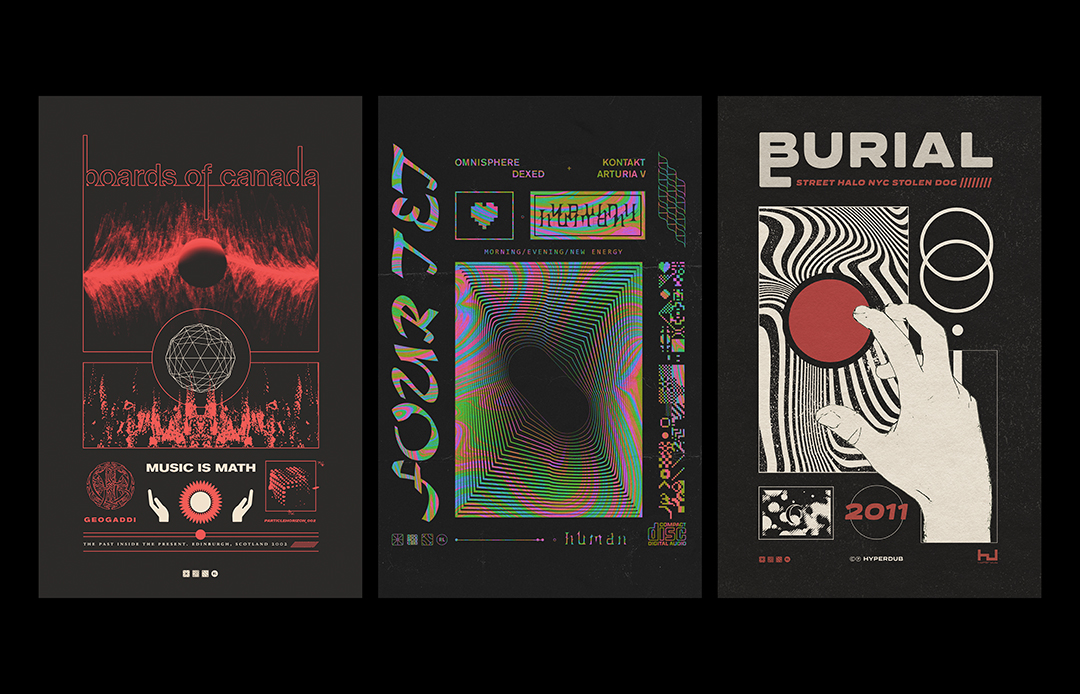 boards of canada
MUSIC IS MATH
GEOGADDI
PARTICLEHORIZON_002
THE PAST INSIDE THE PRESENT. EDINBURGH, SCOTLAND 2002
FOUR TET
OMNISPHERE
DEXED
KONTAKT
ARTURIA V
MORNING/EVENING/NEW ENERGY
human
COMPACT
disc
DIGITAL AUDIO
BURIAL
STREET HALO NYC STOLEN DOG ////////
2011
©℗ HYPERDUB